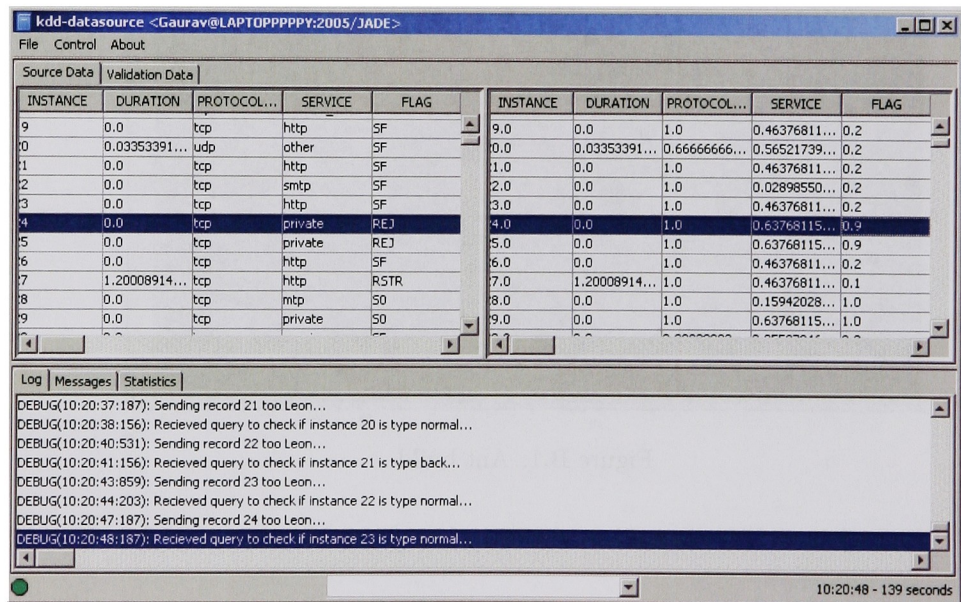 kdd-datasource <Gaurav@LAPTOPPPPPY:2005/JADE>
File Control About
Source Data Validation Data
INSTANCE DURATION PROTOCOL... SERVICE FLAG
9 0.0 tcp http SF
0 0.03353391... udp other SF
1 0.0 tcp http SF
2 0.0 tcp smtp SF
3 0.0 tcp http SF
4 0.0 tcp private REJ
5 0.0 tcp private REJ
6 0.0 tcp http SF
7 1.20008914... tcp http RSTR
8 0.0 tcp mtp S0
9 0.0 tcp private S0
INSTANCE DURATION PROTOCOL... SERVICE FLAG
9.0 0.0 1.0 0.46376811... 0.2
0.0 0.03353391... 0.66666666... 0.56521739... 0.2
1.0 0.0 1.0 0.46376811... 0.2
2.0 0.0 1.0 0.02898550... 0.2
3.0 0.0 1.0 0.46376811... 0.2
4.0 0.0 1.0 0.63768115... 0.9
5.0 0.0 1.0 0.63768115... 0.9
6.0 0.0 1.0 0.46376811... 0.2
7.0 1.20008914... 1.0 0.46376811... 0.1
8.0 0.0 1.0 0.15942028... 1.0
9.0 0.0 1.0 0.63768115... 1.0
Log Messages Statistics
DEBUG(10:20:37:187): Sending record 21 too Leon...
DEBUG(10:20:38:156): Recieved query to check if instance 20 is type normal...
DEBUG(10:20:40:531): Sending record 22 too Leon...
DEBUG(10:20:41:156): Recieved query to check if instance 21 is type back...
DEBUG(10:20:43:859): Sending record 23 too Leon...
DEBUG(10:20:44:203): Recieved query to check if instance 22 is type normal...
DEBUG(10:20:47:187): Sending record 24 too Leon...
DEBUG(10:20:48:187): Recieved query to check if instance 23 is type normal...
10:20:48 - 139 seconds